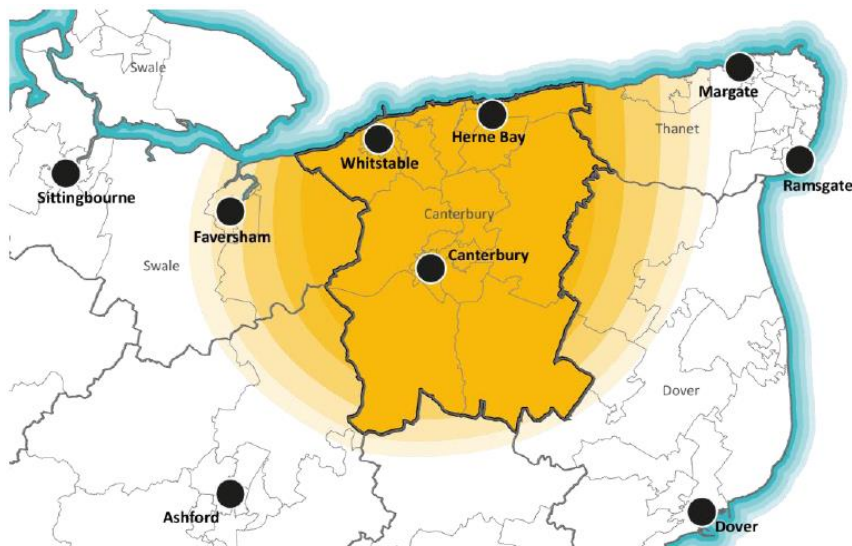 Swale
Margate
Thanet
Herne Bay
Whitstable
Sittingbourne
Ramsgate
Canterbury
Faversham
Canterbury
Swale
Dover
Ashford
Dover